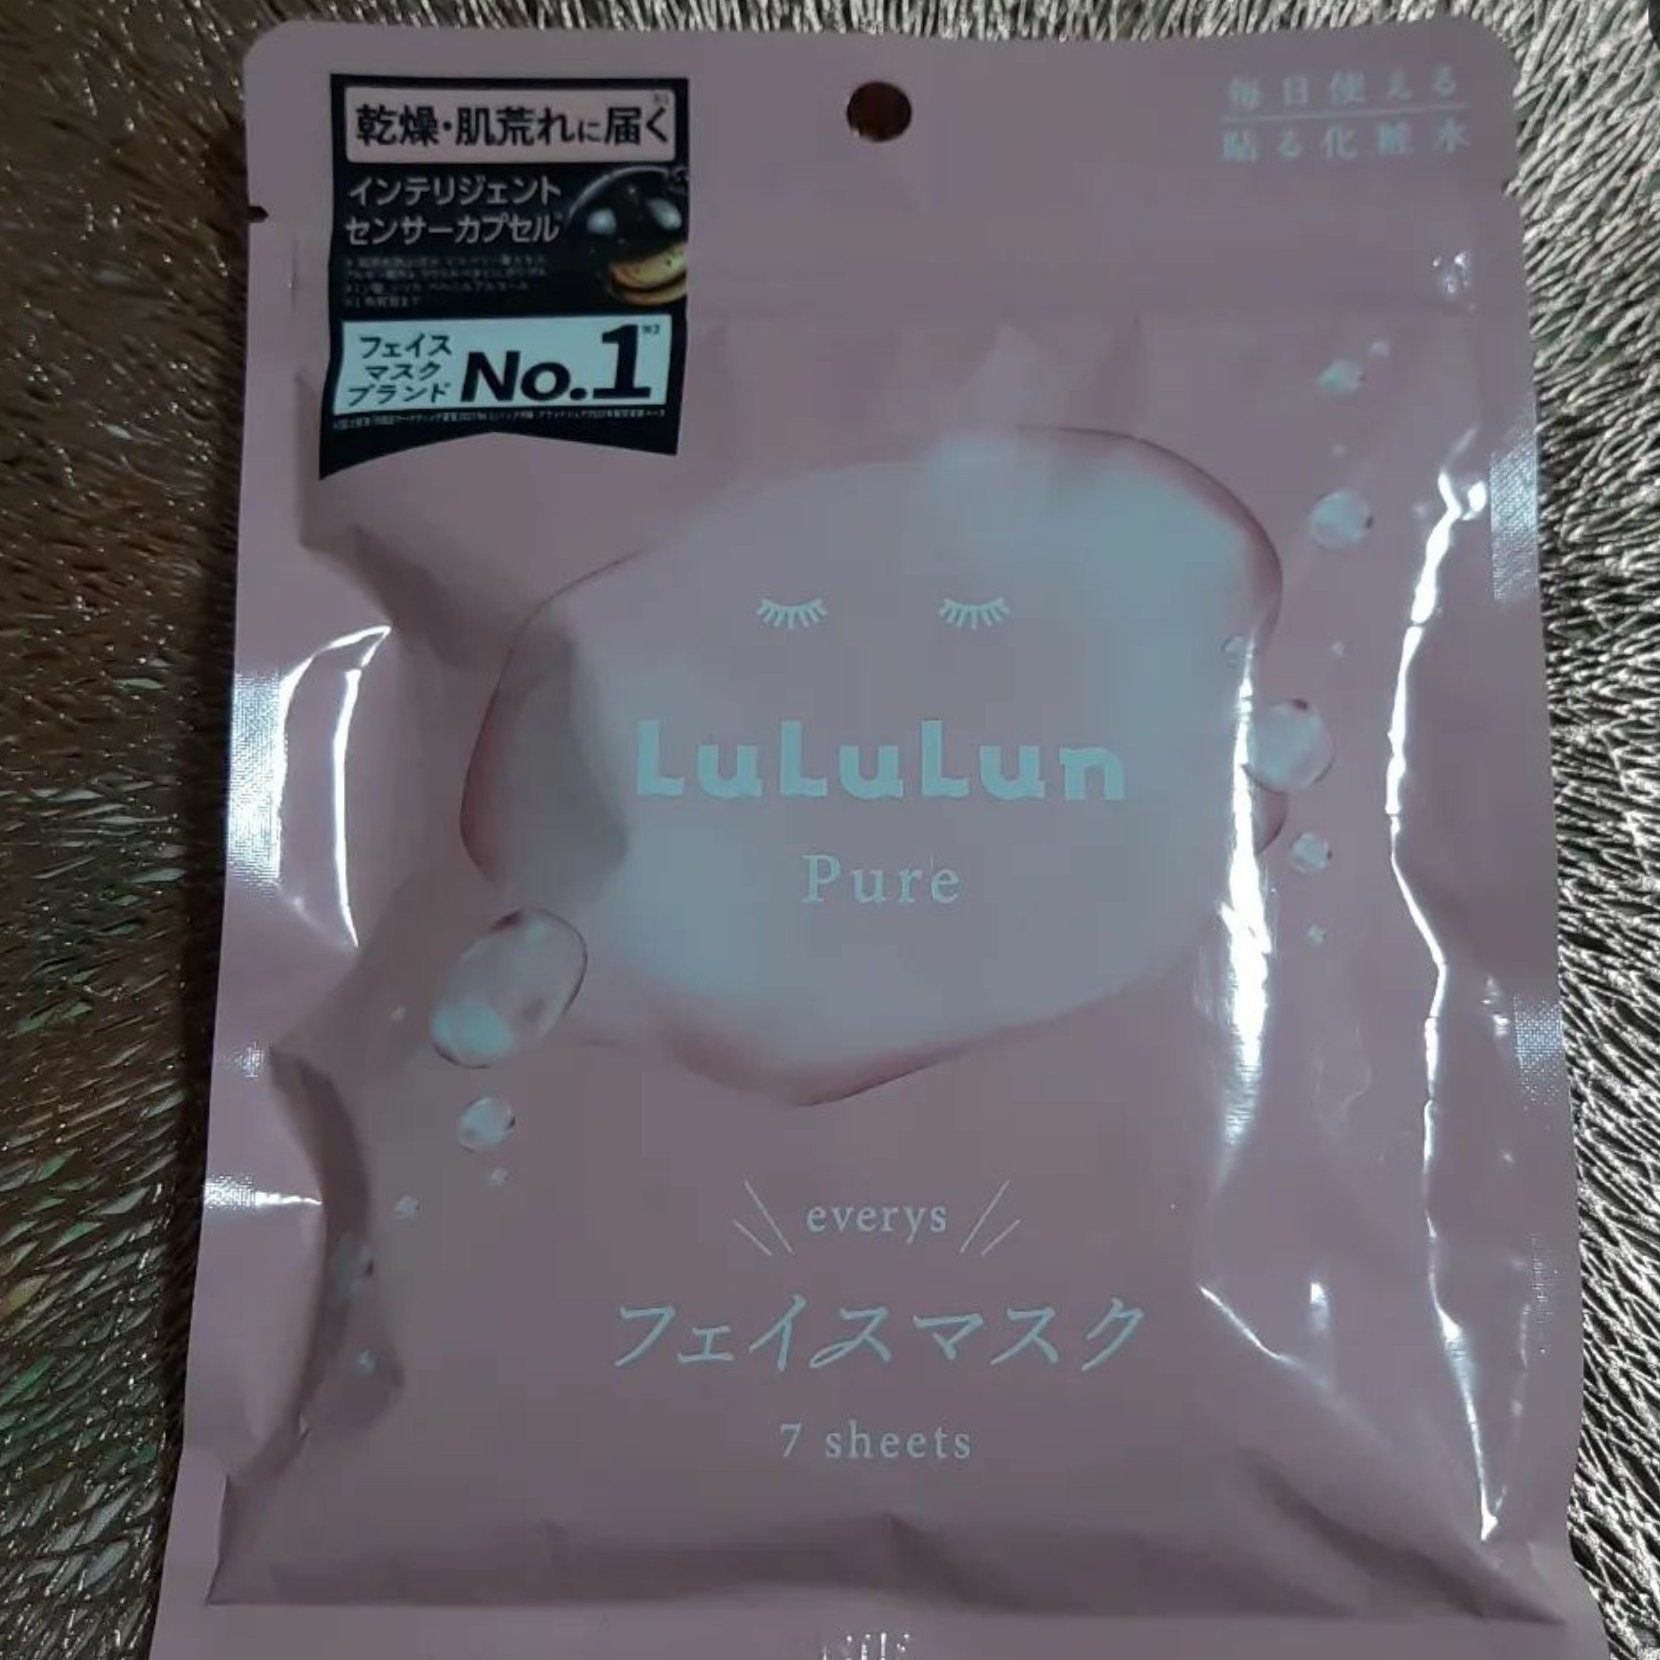 乾燥・肌荒れに届く
インテリジェント
センサーカプセル
フェイス
マスク
ブランド
No.1
毎日使える
貼る化粧水
LuLuLun
Pure
everys
フェイスマスク
7 sheets